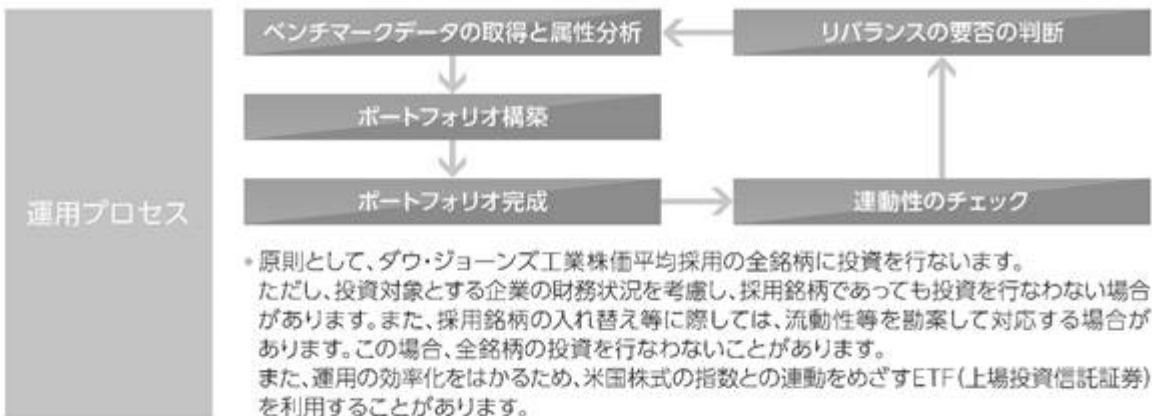 運用プロセス
ベンチマークデータの取得と属性分析
リバランスの要否の判断
ポートフォリオ構築
ポートフォリオ完成
連動性のチェック
*原則として、ダウ・ジョーンズ工業株価平均採用の全銘柄に投資を行ないます。
ただし、投資対象とする企業の財務状況を考慮し、採用銘柄であっても投資を行なわない場合
があります。また、採用銘柄の入れ替え等に際しては、流動性等を勘案して対応する場合が
あります。この場合、全銘柄の投資を行なわないことがあります。
また、運用の効率化をはかるため、米国株式の指数との連動をめざすETF(上場投資信託証券)
を利用することがあります。